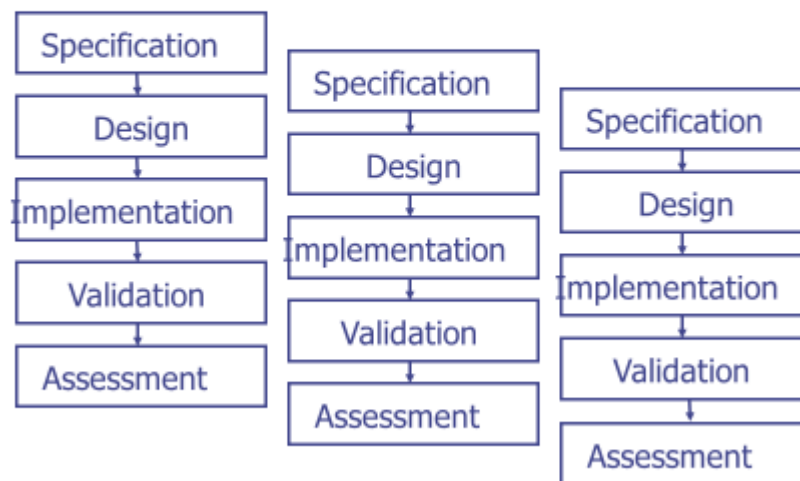 Specification
Design
Implementation
Validation
Assessment
Specification
Design
Implementation
Validation
Assessment
Specification
Design
Implementation
Validation
Assessment